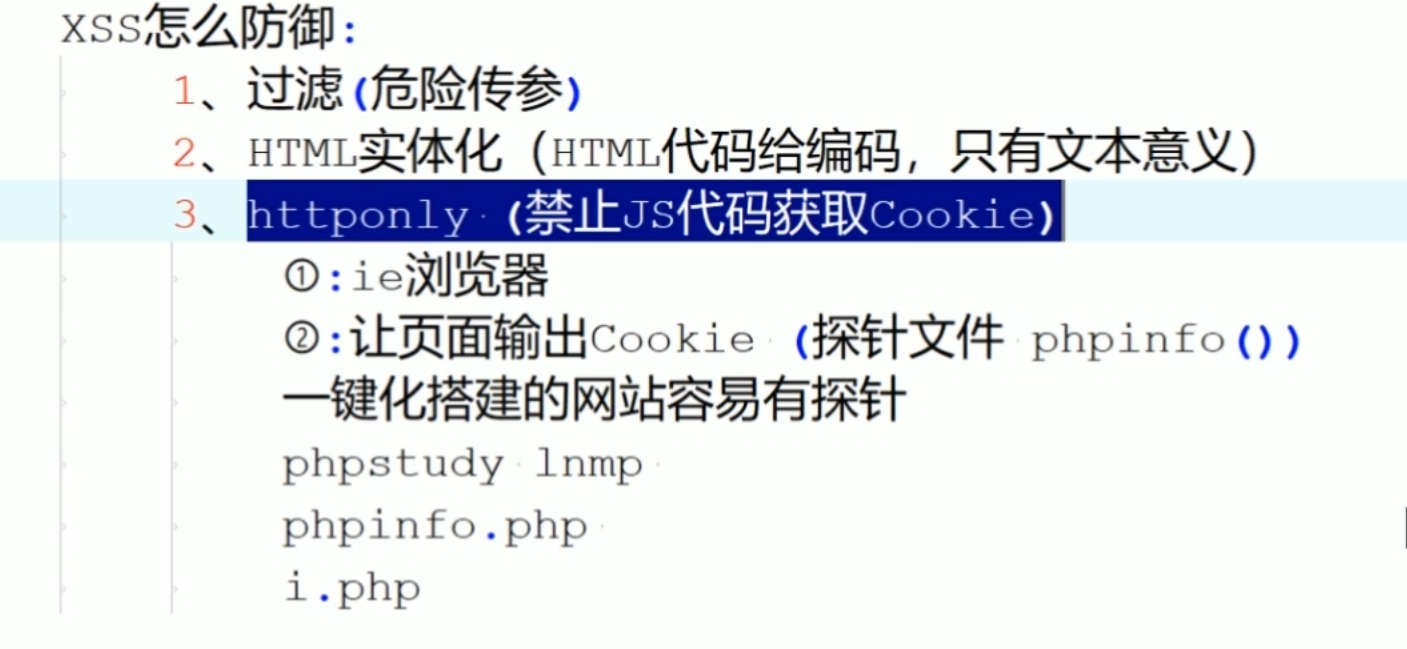 XSS怎么防御:
1、过滤(危险传参)
2、HTML实体化（HTML代码给编码，只有文本意义）
3、httponly (禁止JS代码获取Cookie)
①:ie浏览器
②:让页面输出Cookie (探针文件 phpinfo())
一键化搭建的网站容易有探针
phpstudy lnmp
phpinfo.php
i.php